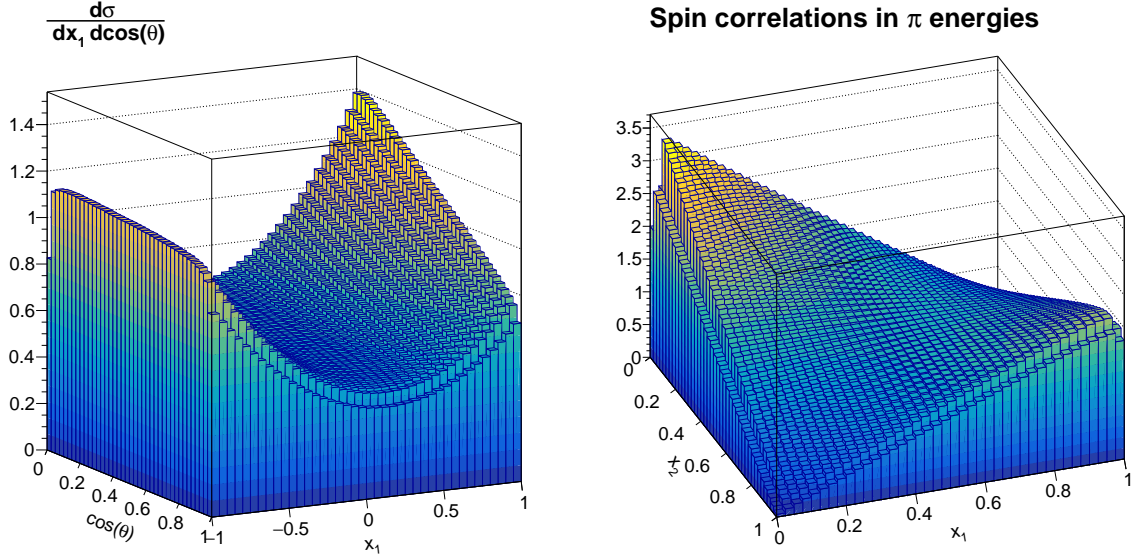 dσ
dx₁ dcos(θ)
1.4
1.2
1
0.8
0.6
0.4
0.2
0
0 0.2 0.4 0.6 0.8 1
cos(θ)
−1 −0.5 0 0.5 1
x₁
Spin correlations in π energies
3.5
3
2.5
2
1.5
1
0.5
0
0 0.2 0.4 0.6 0.8 1
x₂
0 0.2 0.4 0.6 0.8 1
x₁